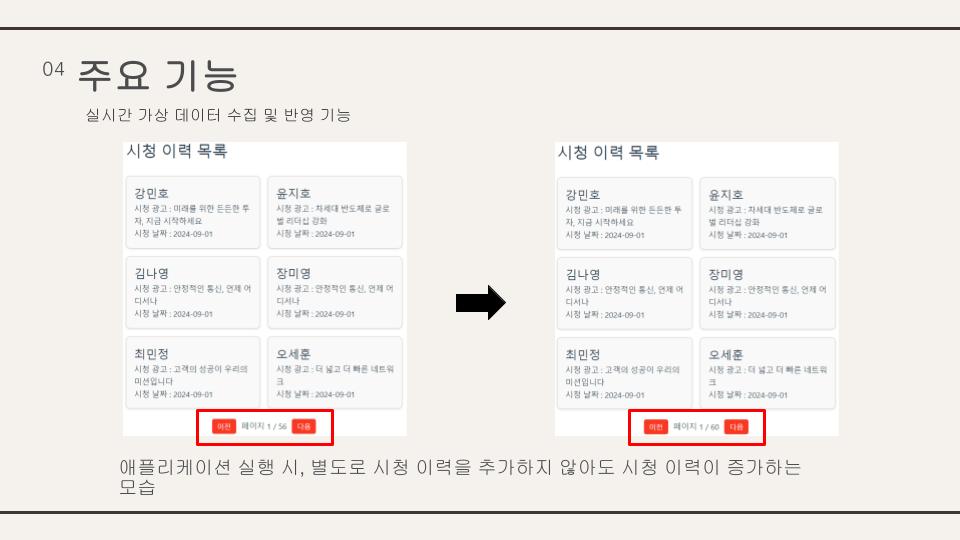 04 주요 기능
실시간 가상 데이터 수집 및 반영 기능
시청 이력 목록
강민호
시청 광고 : 미래를 위한 든든한 투
자, 지금 시작하세요
시청 날짜 : 2024-09-01
윤지호
시청 광고 : 차세대 반도체로 글로
벌 리더십 강화
시청 날짜 : 2024-09-01
김나영
시청 광고 : 안정적인 통신, 언제 어
디서나
시청 날짜 : 2024-09-01
장미영
시청 광고 : 안정적인 통신, 언제 어
디서나
시청 날짜 : 2024-09-01
최민정
시청 광고 : 고객의 성공이 우리의
미션입니다
시청 날짜 : 2024-09-01
오세훈
시청 광고 : 더 넓고 더 빠른 네트워
크
시청 날짜 : 2024-09-01
이전 페이지 1 / 56 다음
시청 이력 목록
강민호
시청 광고 : 미래를 위한 든든한 투
자, 지금 시작하세요
시청 날짜 : 2024-09-01
윤지호
시청 광고 : 차세대 반도체로 글로
벌 리더십 강화
시청 날짜 : 2024-09-01
김나영
시청 광고 : 안정적인 통신, 언제 어
디서나
시청 날짜 : 2024-09-01
장미영
시청 광고 : 안정적인 통신, 언제 어
디서나
시청 날짜 : 2024-09-01
최민정
시청 광고 : 고객의 성공이 우리의
미션입니다
시청 날짜 : 2024-09-01
오세훈
시청 광고 : 더 넓고 더 빠른 네트워
크
시청 날짜 : 2024-09-01
이전 페이지 1 / 60 다음
애플리케이션 실행 시, 별도로 시청 이력을 추가하지 않아도 시청 이력이 증가하는
모습